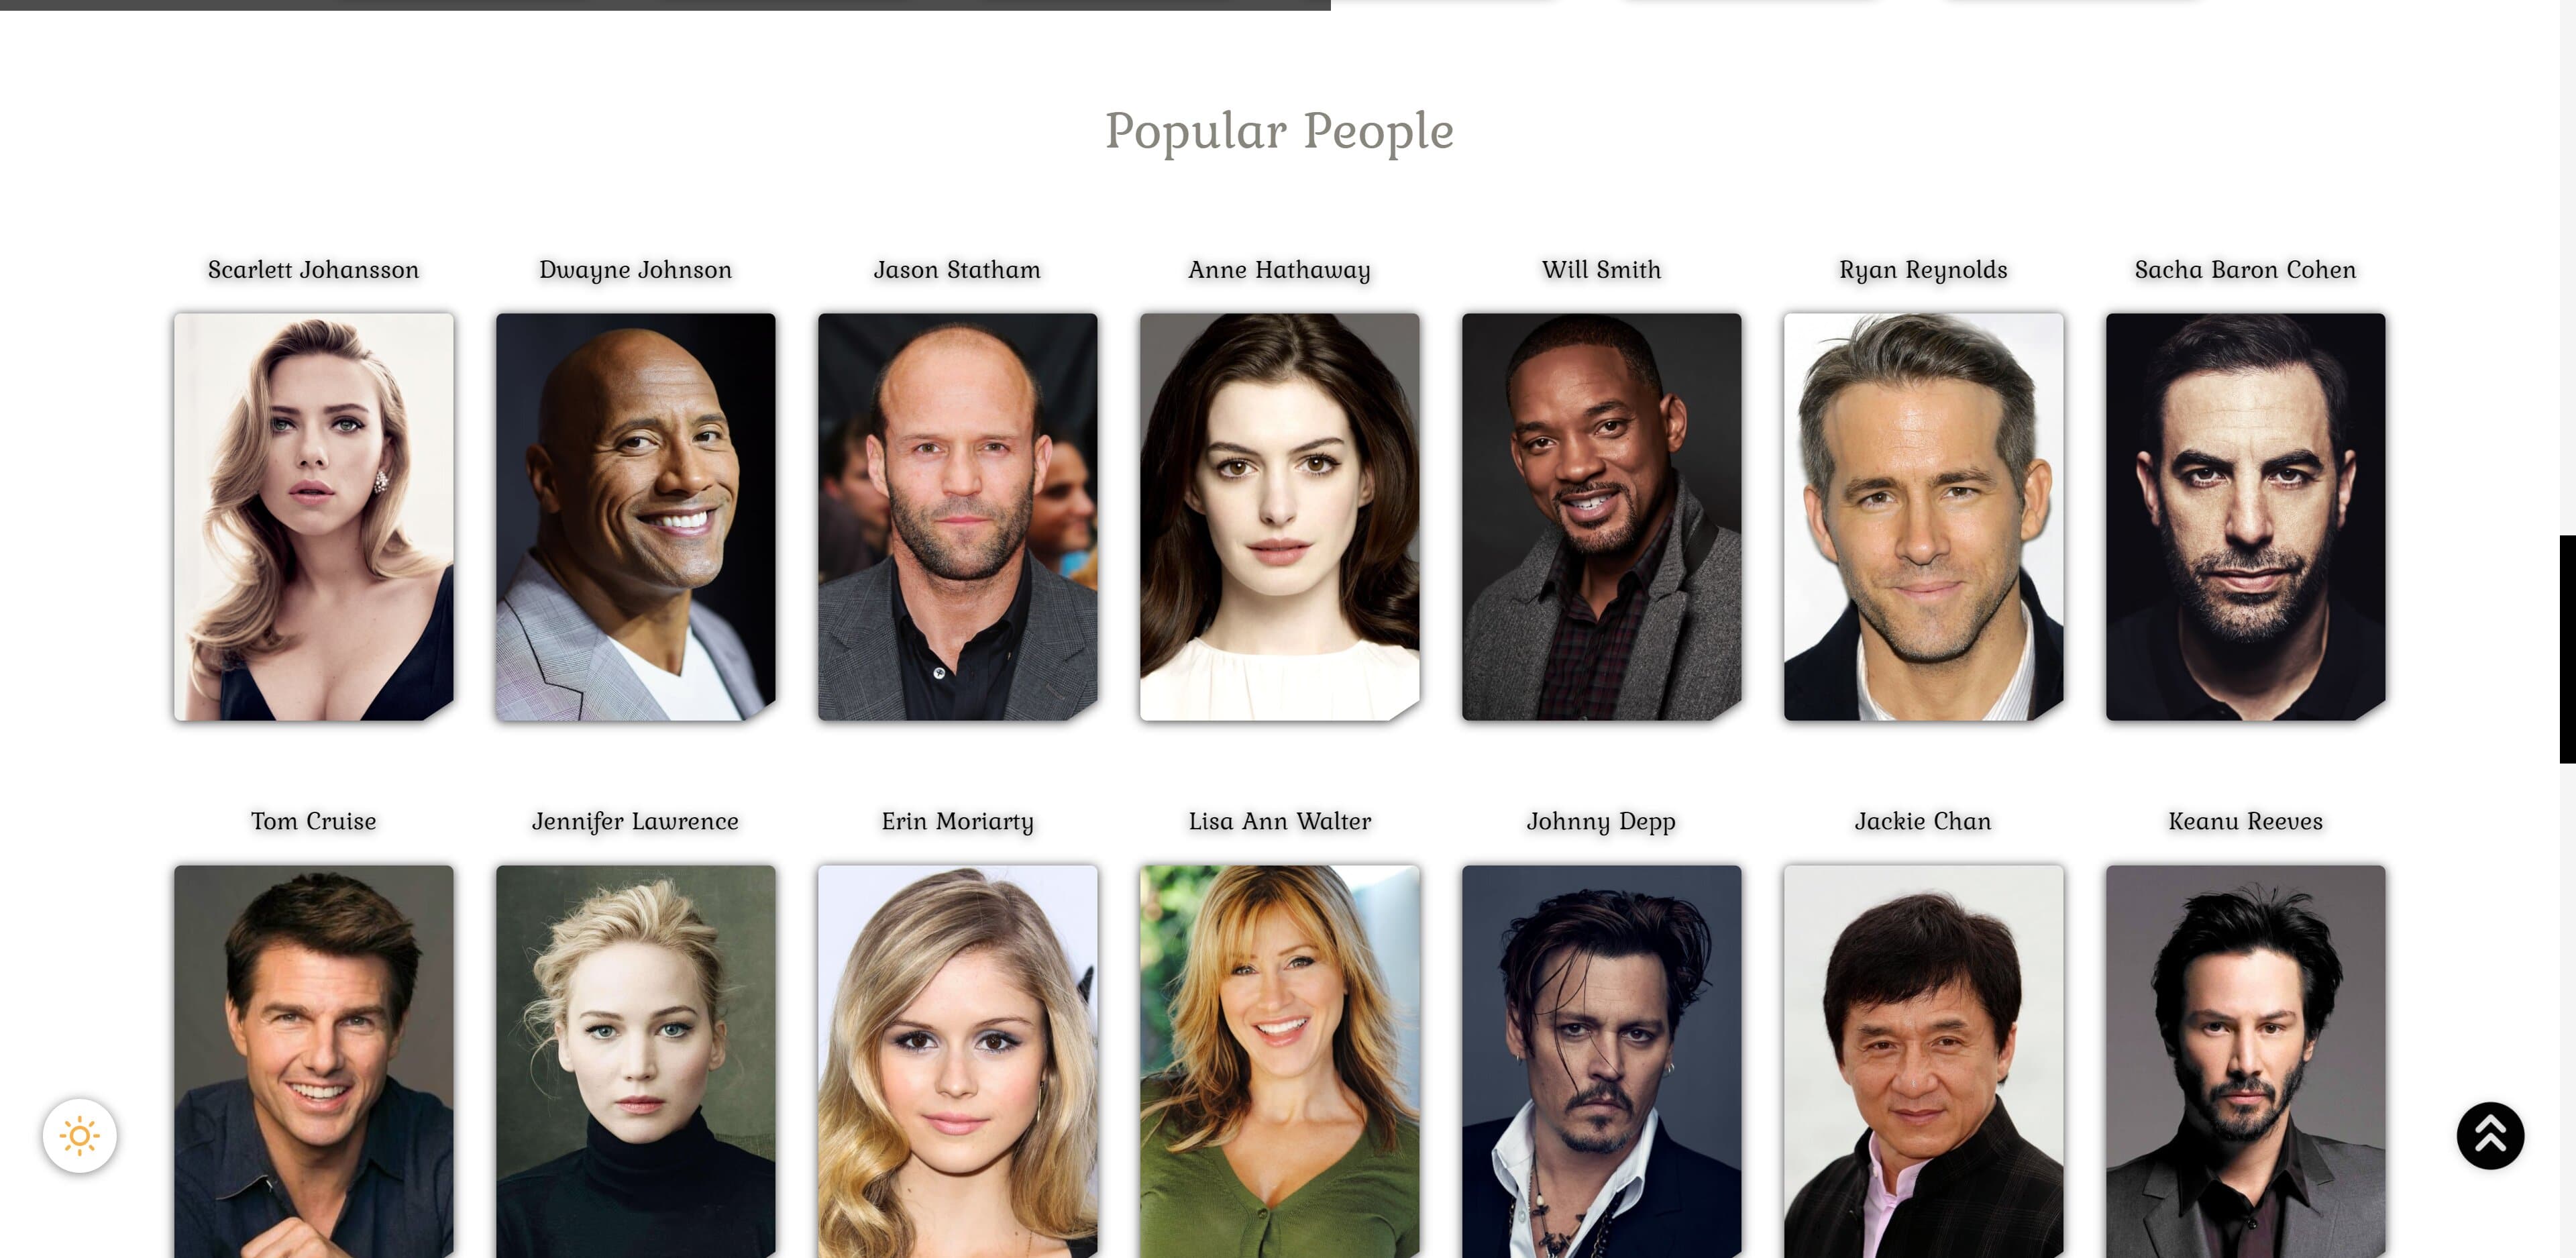 Popular People
Scarlett Johansson
Dwayne Johnson
Jason Statham
Anne Hathaway
Will Smith
Ryan Reynolds
Sacha Baron Cohen
Tom Cruise
Jennifer Lawrence
Erin Moriarty
Lisa Ann Walter
Johnny Depp
Jackie Chan
Keanu Reeves